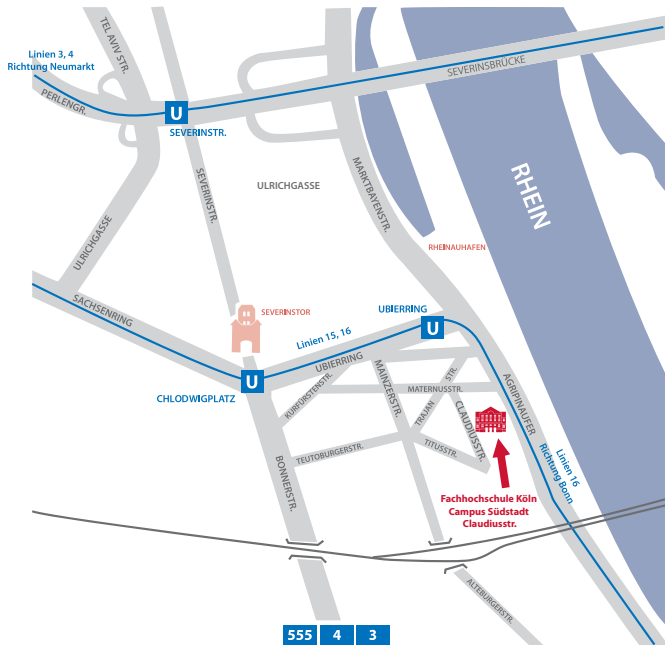 TEL AVIV STR.
Linien 3, 4
Richtung Neumarkt
PERLENGR.
U
SEVERINSTR.
SEVERINSBRÜCKE
SEVERINSTR.
ULRICHGASSE
MARKTBAYENSTR.
RHEIN
ULRICHGASSE
RHEINAUHAFEN
SACHSENRING
SEVERINSTOR
UBIERRING
U
Linien 15, 16
UBIERRING
U
CHLODWIGPLATZ
KURFÜRSTENSTR.
MAINZERSTR.
MATERNUSSTR.
TRAJAN
STR.
CLAUDIUSSTR.
AGRIPINAUFER
TEUTOBURGERSTR.
TITUSSTR.
BONNERSTR.
Linien 16
Richtung Bonn
Fachhochschule Köln
Campus Südstadt
Claudiusstr.
ALTEBURGERSTR.
555 4 3